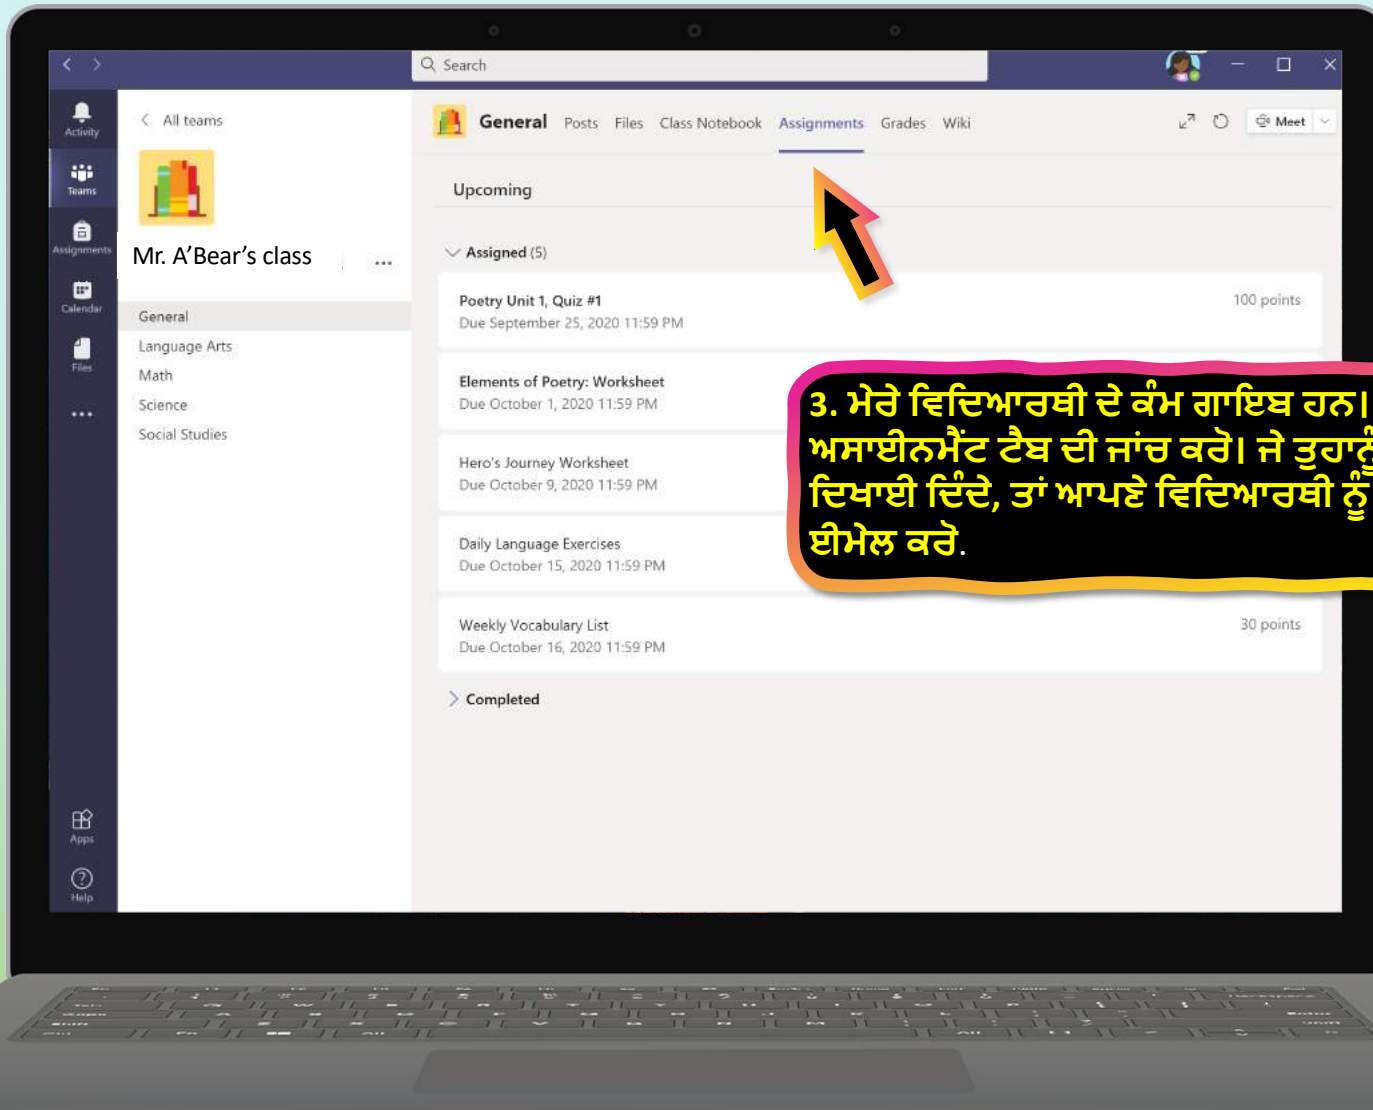 Search
Activity
Teams
Assignments
Calendar
Files
Apps
Help
All teams
Mr. A'Bear's class
General
Language Arts
Math
Science
Social Studies
General Posts Files Class Notebook Assignments Grades Wiki
Meet
Upcoming
Assigned (5)
Poetry Unit 1, Quiz #1
100 points
Due September 25, 2020 11:59 PM
Elements of Poetry: Worksheet
Due October 1, 2020 11:59 PM
Hero's Journey Worksheet
Due October 9, 2020 11:59 PM
Daily Language Exercises
Due October 15, 2020 11:59 PM
Weekly Vocabulary List
30 points
Due October 16, 2020 11:59 PM
Completed
3. ਮੇਰੇ ਵਿਦਿਆਰਥੀ ਦੇ ਕੰਮ ਗਾਇਬ ਹਨ।
ਅਸਾਈਨਮੈਂਟ ਟੈਬ ਦੀ ਜਾਂਚ ਕਰੋ। ਜੇ ਤੁਹਾਨੂੰ
ਦਿਖਾਈ ਦਿੰਦੇ, ਤਾਂ ਆਪਣੇ ਵਿਦਿਆਰਥੀ ਨੂੰ
ਈਮੇਲ ਕਰੋ.